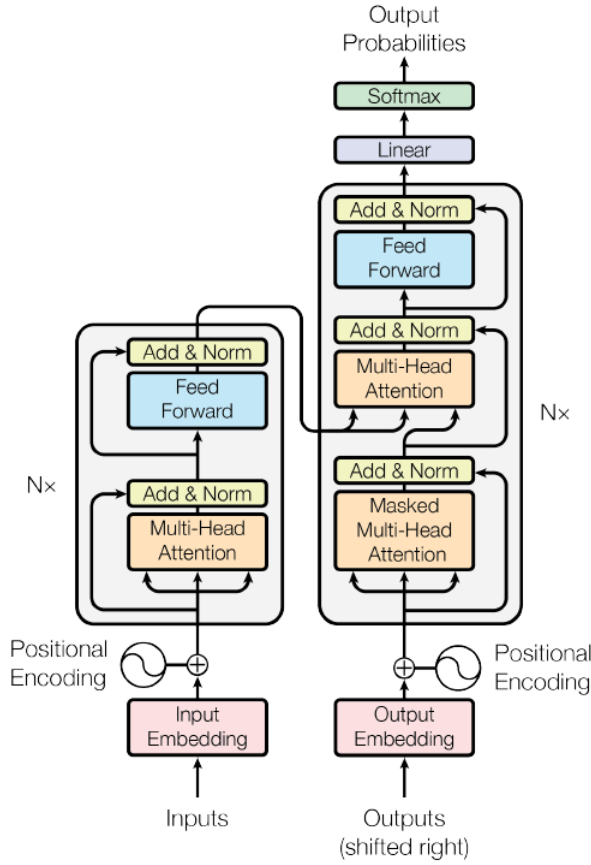 Output
Probabilities
Softmax
Linear
Add & Norm
Feed
Forward
Add & Norm
Multi-Head
Attention
Add & Norm
Masked
Multi-Head
Attention
Nx
Add & Norm
Feed
Forward
Add & Norm
Multi-Head
Attention
Nx
Positional
Encoding
Positional
Encoding
Input
Embedding
Output
Embedding
Inputs
Outputs
(shifted right)